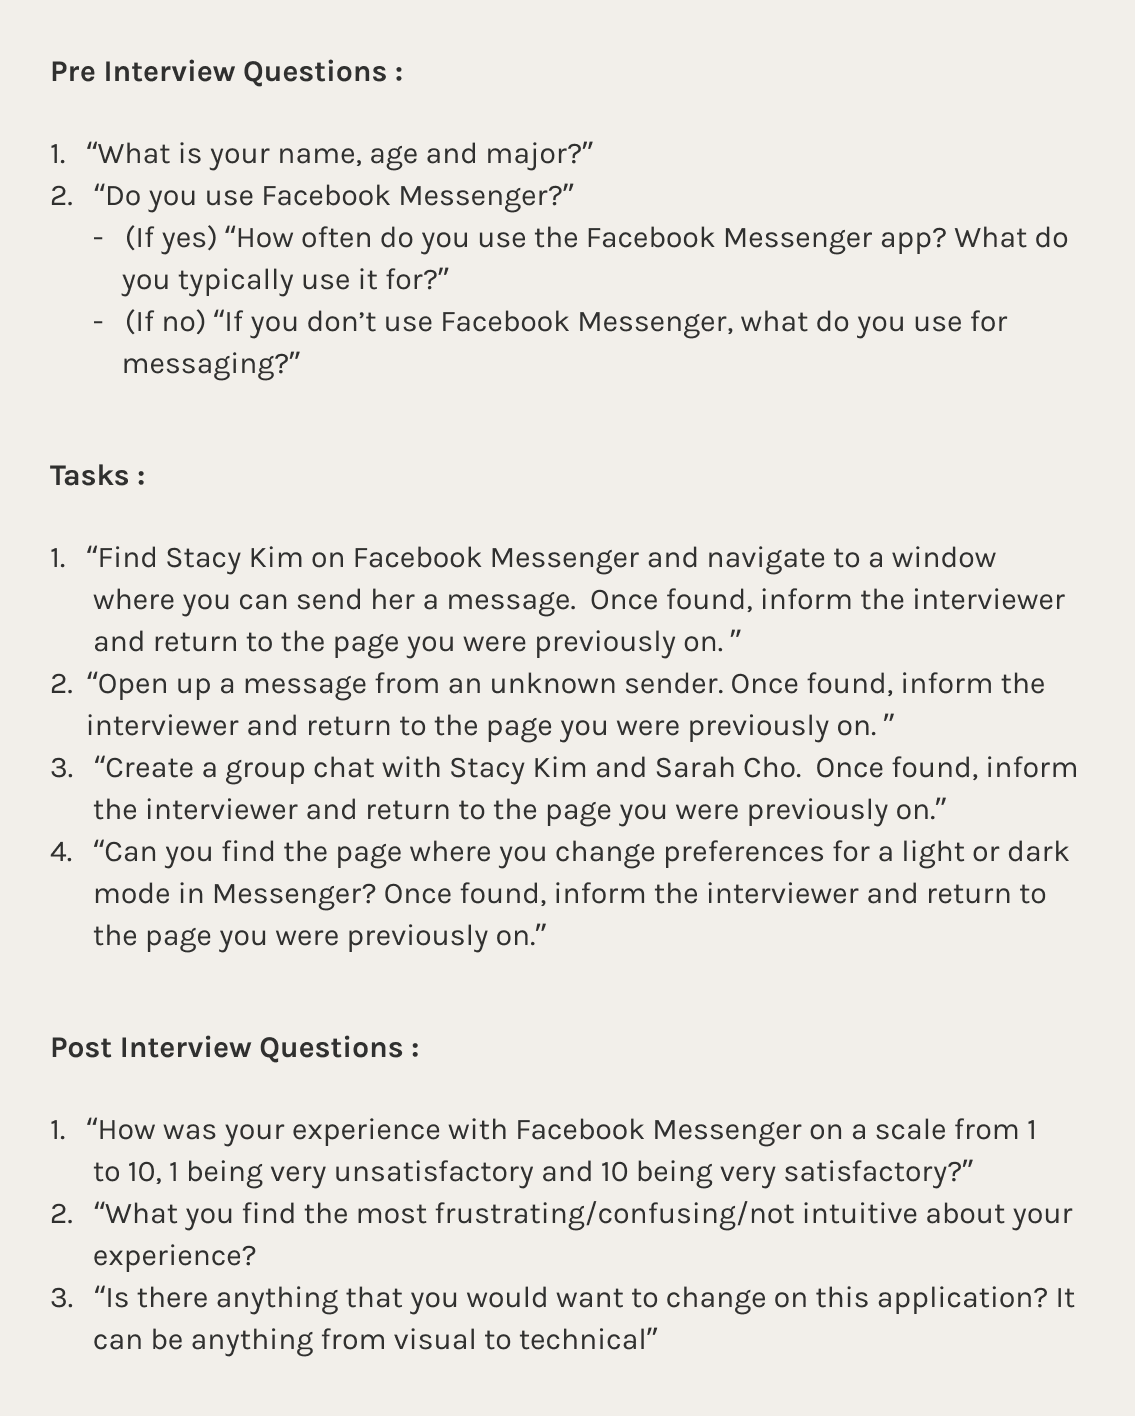 Pre Interview Questions :
1. “What is your name, age and major?”
2. “Do you use Facebook Messenger?”
- (If yes) “How often do you use the Facebook Messenger app? What do
you typically use it for?”
- (If no) “If you don’t use Facebook Messenger, what do you use for
messaging?”
Tasks :
1. “Find Stacy Kim on Facebook Messenger and navigate to a window
where you can send her a message.  Once found, inform the interviewer
and return to the page you were previously on. ”
2. “Open up a message from an unknown sender. Once found, inform the
interviewer and return to the page you were previously on. ”
3. “Create a group chat with Stacy Kim and Sarah Cho.  Once found, inform
the interviewer and return to the page you were previously on.”
4. “Can you find the page where you change preferences for a light or dark
mode in Messenger? Once found, inform the interviewer and return to
the page you were previously on.”
Post Interview Questions :
1. “How was your experience with Facebook Messenger on a scale from 1
to 10, 1 being very unsatisfactory and 10 being very satisfactory?”
2. “What you find the most frustrating/confusing/not intuitive about your
experience?
3. “Is there anything that you would want to change on this application? It
can be anything from visual to technical”